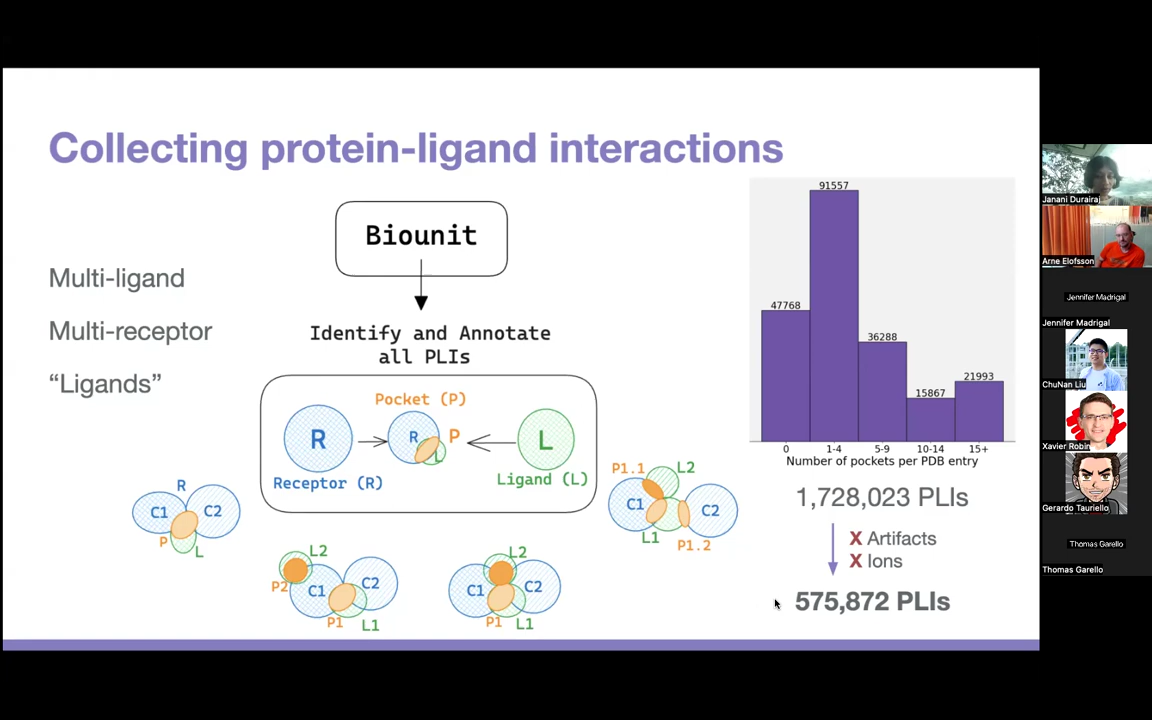 Collecting protein-ligand interactions
Multi-ligand
Multi-receptor
“Ligands”
Biounit
Identify and Annotate
all PLIs
Pocket (P)
R
R
P
L
L
Receptor (R)
Ligand (L)
R
C1
C2
P
L
L2
P2
C1
C2
P1
L1
L2
C1
C2
P1
L1
P1.1
L2
C1
C2
L1
P1.2
91557
47768
36288
15867
21993
0
1-4
5-9
10-14
15+
Number of pockets per PDB entry
1,728,023 PLIs
X Artifacts
X Ions
575,872 PLIs
Janani Durairaj
Arne Elofsson
Jennifer Madrigal
Jennifer Madrigal
ChuNan Liu
Xavier Robin
Gerardo Tauriello
Thomas Garello
Thomas Garello